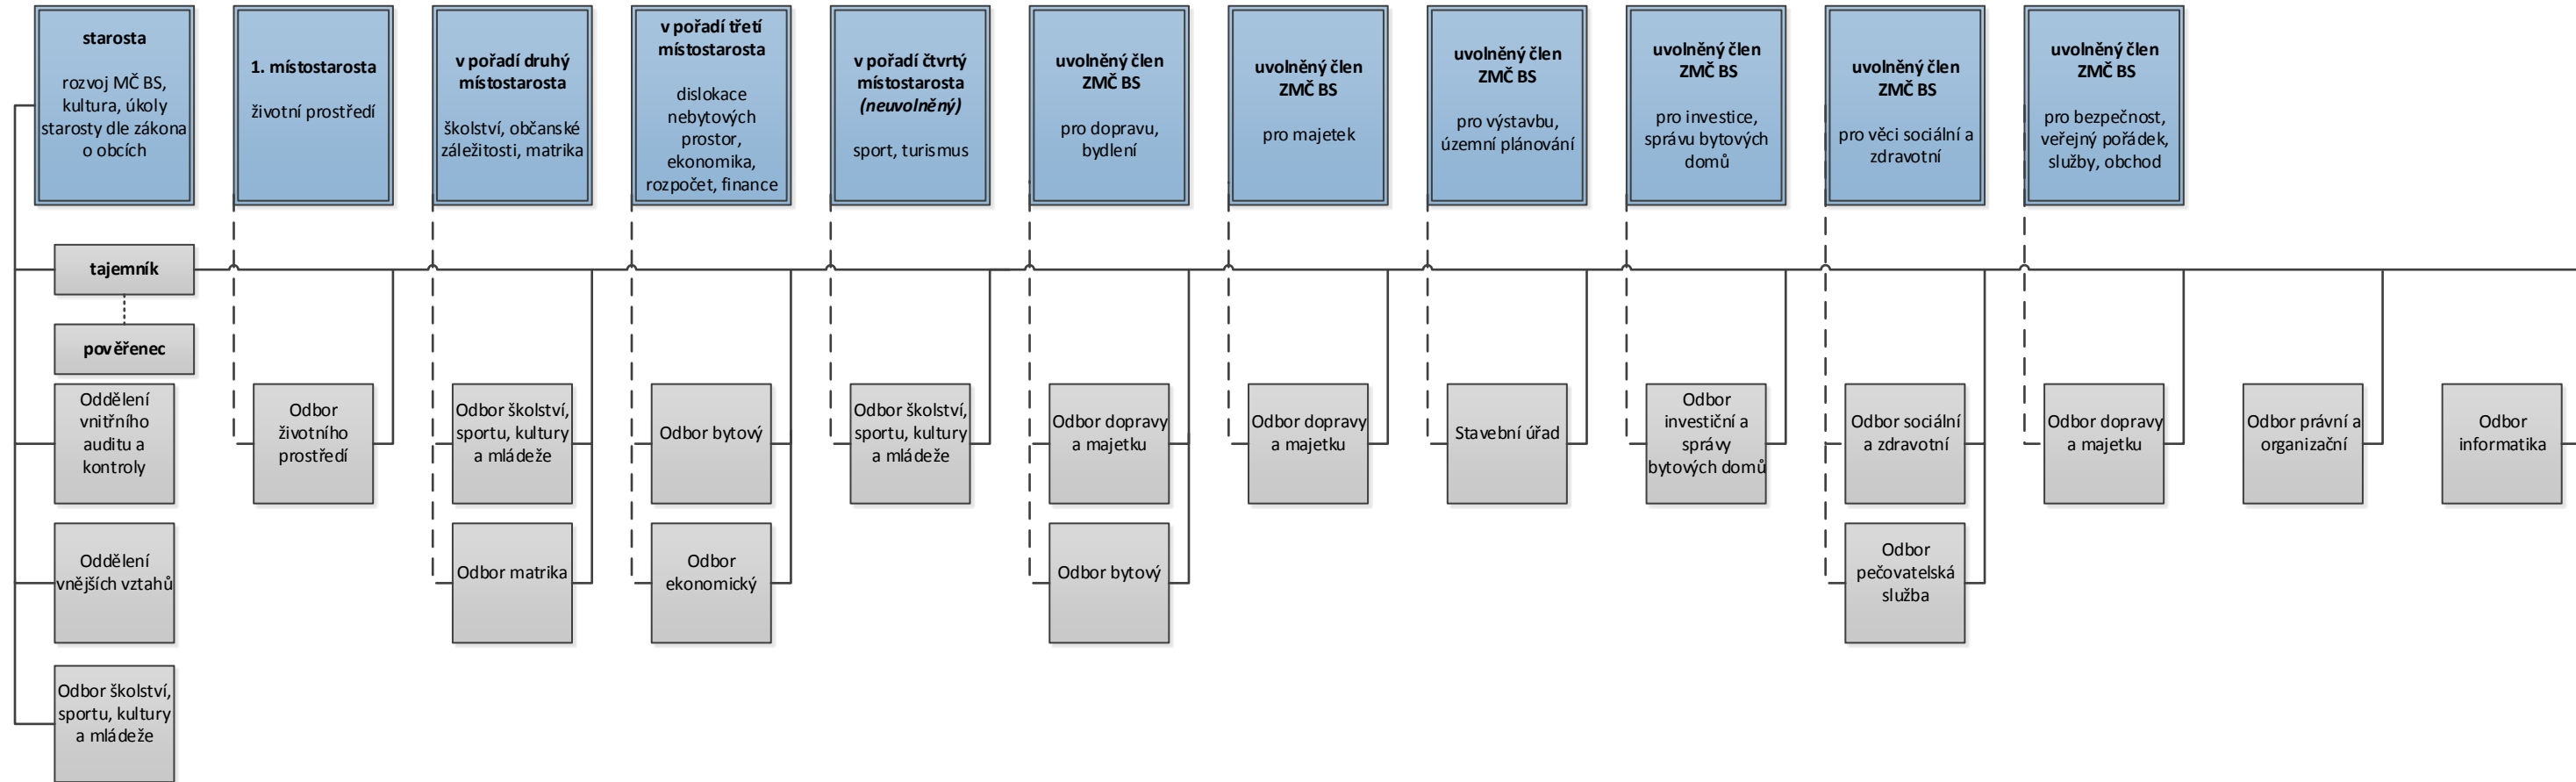 starosta
rozvoj MČ BS,
kultura, úkoly
starosty dle zákona
o obcích
1. místostarosta
životní prostředí
v pořadí druhý
místostarosta
školství, občanské
záležitosti, matrika
v pořadí třetí
místostarosta
dislokace
nebytových
prostor,
ekonomika,
rozpočet, finance
v pořadí čtvrtý
místostarosta
(neuvolněný)
sport, turismus
uvolněný člen
ZMČ BS
pro dopravu,
bydlení
uvolněný člen
ZMČ BS
pro majetek
uvolněný člen
ZMČ BS
pro výstavbu,
územní plánování
uvolněný člen
ZMČ BS
pro investice,
správu bytových
domů
uvolněný člen
ZMČ BS
pro věci sociální a
zdravotní
uvolněný člen
ZMČ BS
pro bezpečnost,
veřejný pořádek,
služby, obchod
tajemník
pověřenec
Oddělení
vnitřního
auditu a
kontroly
Odbor
životního
prostředí
Odbor školství,
sportu, kultury
a mládeže
Odbor bytový
Odbor školství,
sportu, kultury
a mládeže
Odbor dopravy
a majetku
Odbor dopravy
a majetku
Stavební úřad
Odbor
investiční a
správy
bytových domů
Odbor sociální
a zdravotní
Odbor dopravy
a majetku
Odbor právní a
organizační
Odbor
informatika
Oddělení
vnějších vztahů
Odbor matrika
Odbor
ekonomický
Odbor bytový
Odbor
pečovatelská
služba
Odbor školství,
sportu, kultury
a mládeže